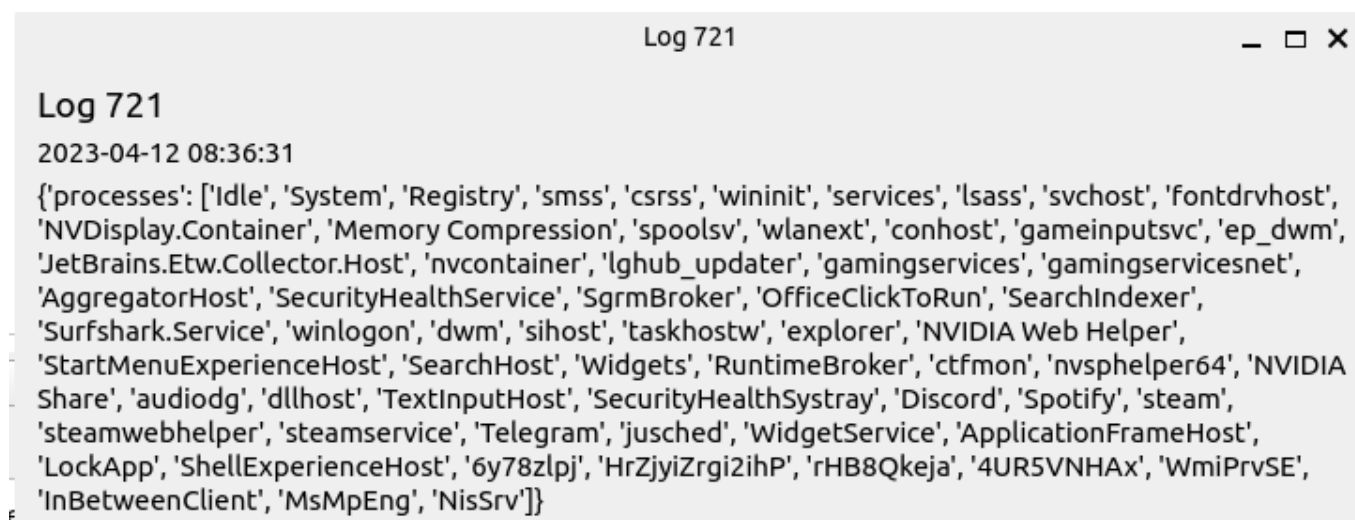 Log 721
Log 721
2023-04-12 08:36:31
{'processes': ['Idle', 'System', 'Registry', 'smss', 'csrss', 'wininit', 'services', 'lsass', 'svchost', 'fontdrvhost',
'NVDisplay.Container', 'Memory Compression', 'spoolsv', 'wlanext', 'conhost', 'gameinputsvc', 'ep_dwm',
'JetBrains.Etw.Collector.Host', 'nvcontainer', 'lghub_updater', 'gamingservices', 'gamingservicesnet',
'AggregatorHost', 'SecurityHealthService', 'SgrmBroker', 'OfficeClickToRun', 'SearchIndexer',
'Surfshark.Service', 'winlogon', 'dwm', 'sihost', 'taskhostw', 'explorer', 'NVIDIA Web Helper',
'StartMenuExperienceHost', 'SearchHost', 'Widgets', 'RuntimeBroker', 'ctfmon', 'nvsphelper64', 'NVIDIA
Share', 'audiodg', 'dllhost', 'TextInputHost', 'SecurityHealthSystray', 'Discord', 'Spotify', 'steam',
'steamwebhelper', 'steamservice', 'Telegram', 'jusched', 'WidgetService', 'ApplicationFrameHost',
'LockApp', 'ShellExperienceHost', '6y78zlpj', 'HrZjyiZrgi2ihP', 'rHB8Qkeja', '4UR5VNHAx', 'WmiPrvSE',
'InBetweenClient', 'MsMpEng', 'NisSrv']}